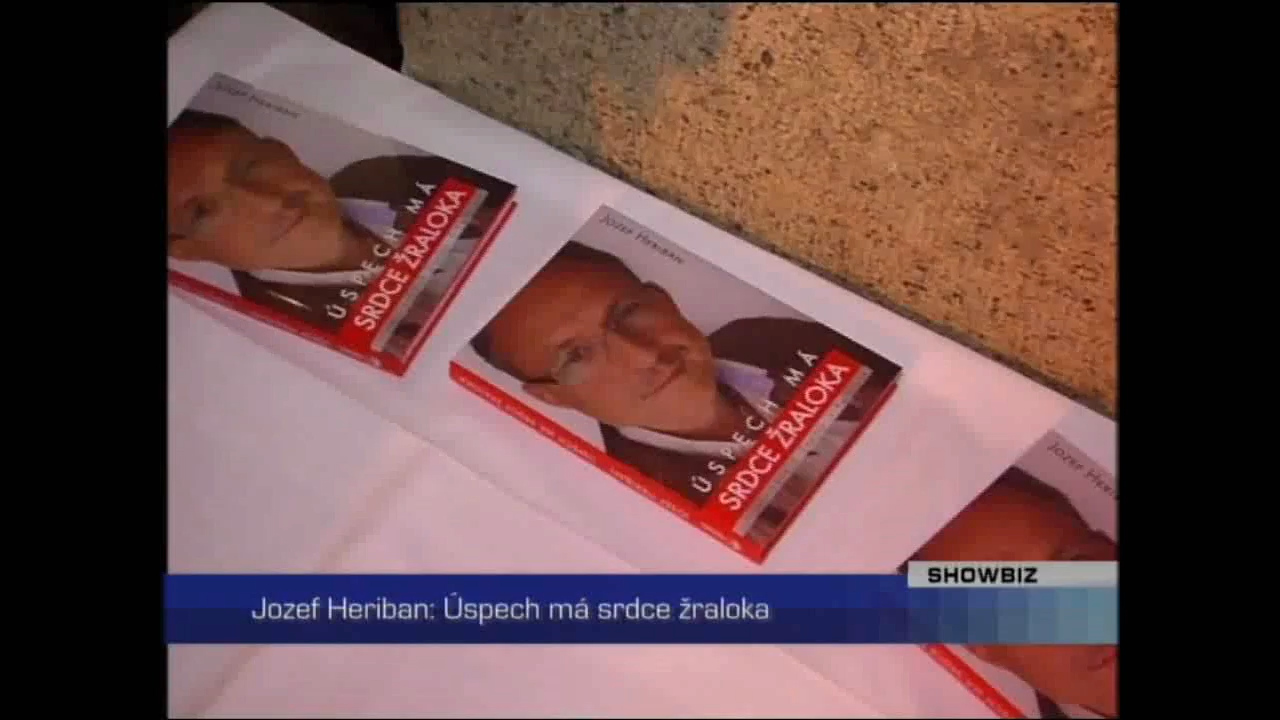 JOZEF HERIBAN
ÚSPECH MÁ
SRDCE ŽRALOKA
JOZEF HERIBAN
ÚSPECH MÁ
SRDCE ŽRALOKA
JOZEF
SHOWBIZ
Jozef Heriban: Úspech má srdce žraloka